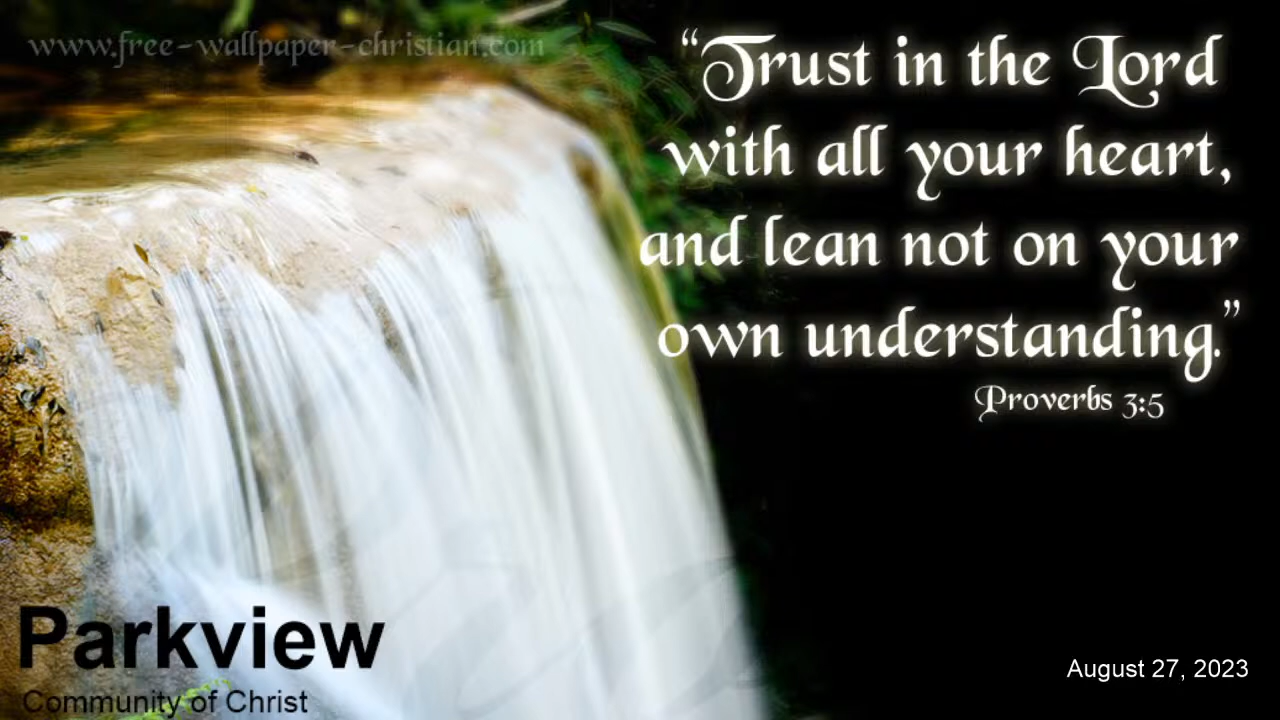 www.free-wallpaper-christian.com
“Trust in the Lord
with all your heart,
and lean not on your
own understanding.”
Proverbs 3:5
Parkview
Community of Christ
August 27, 2023